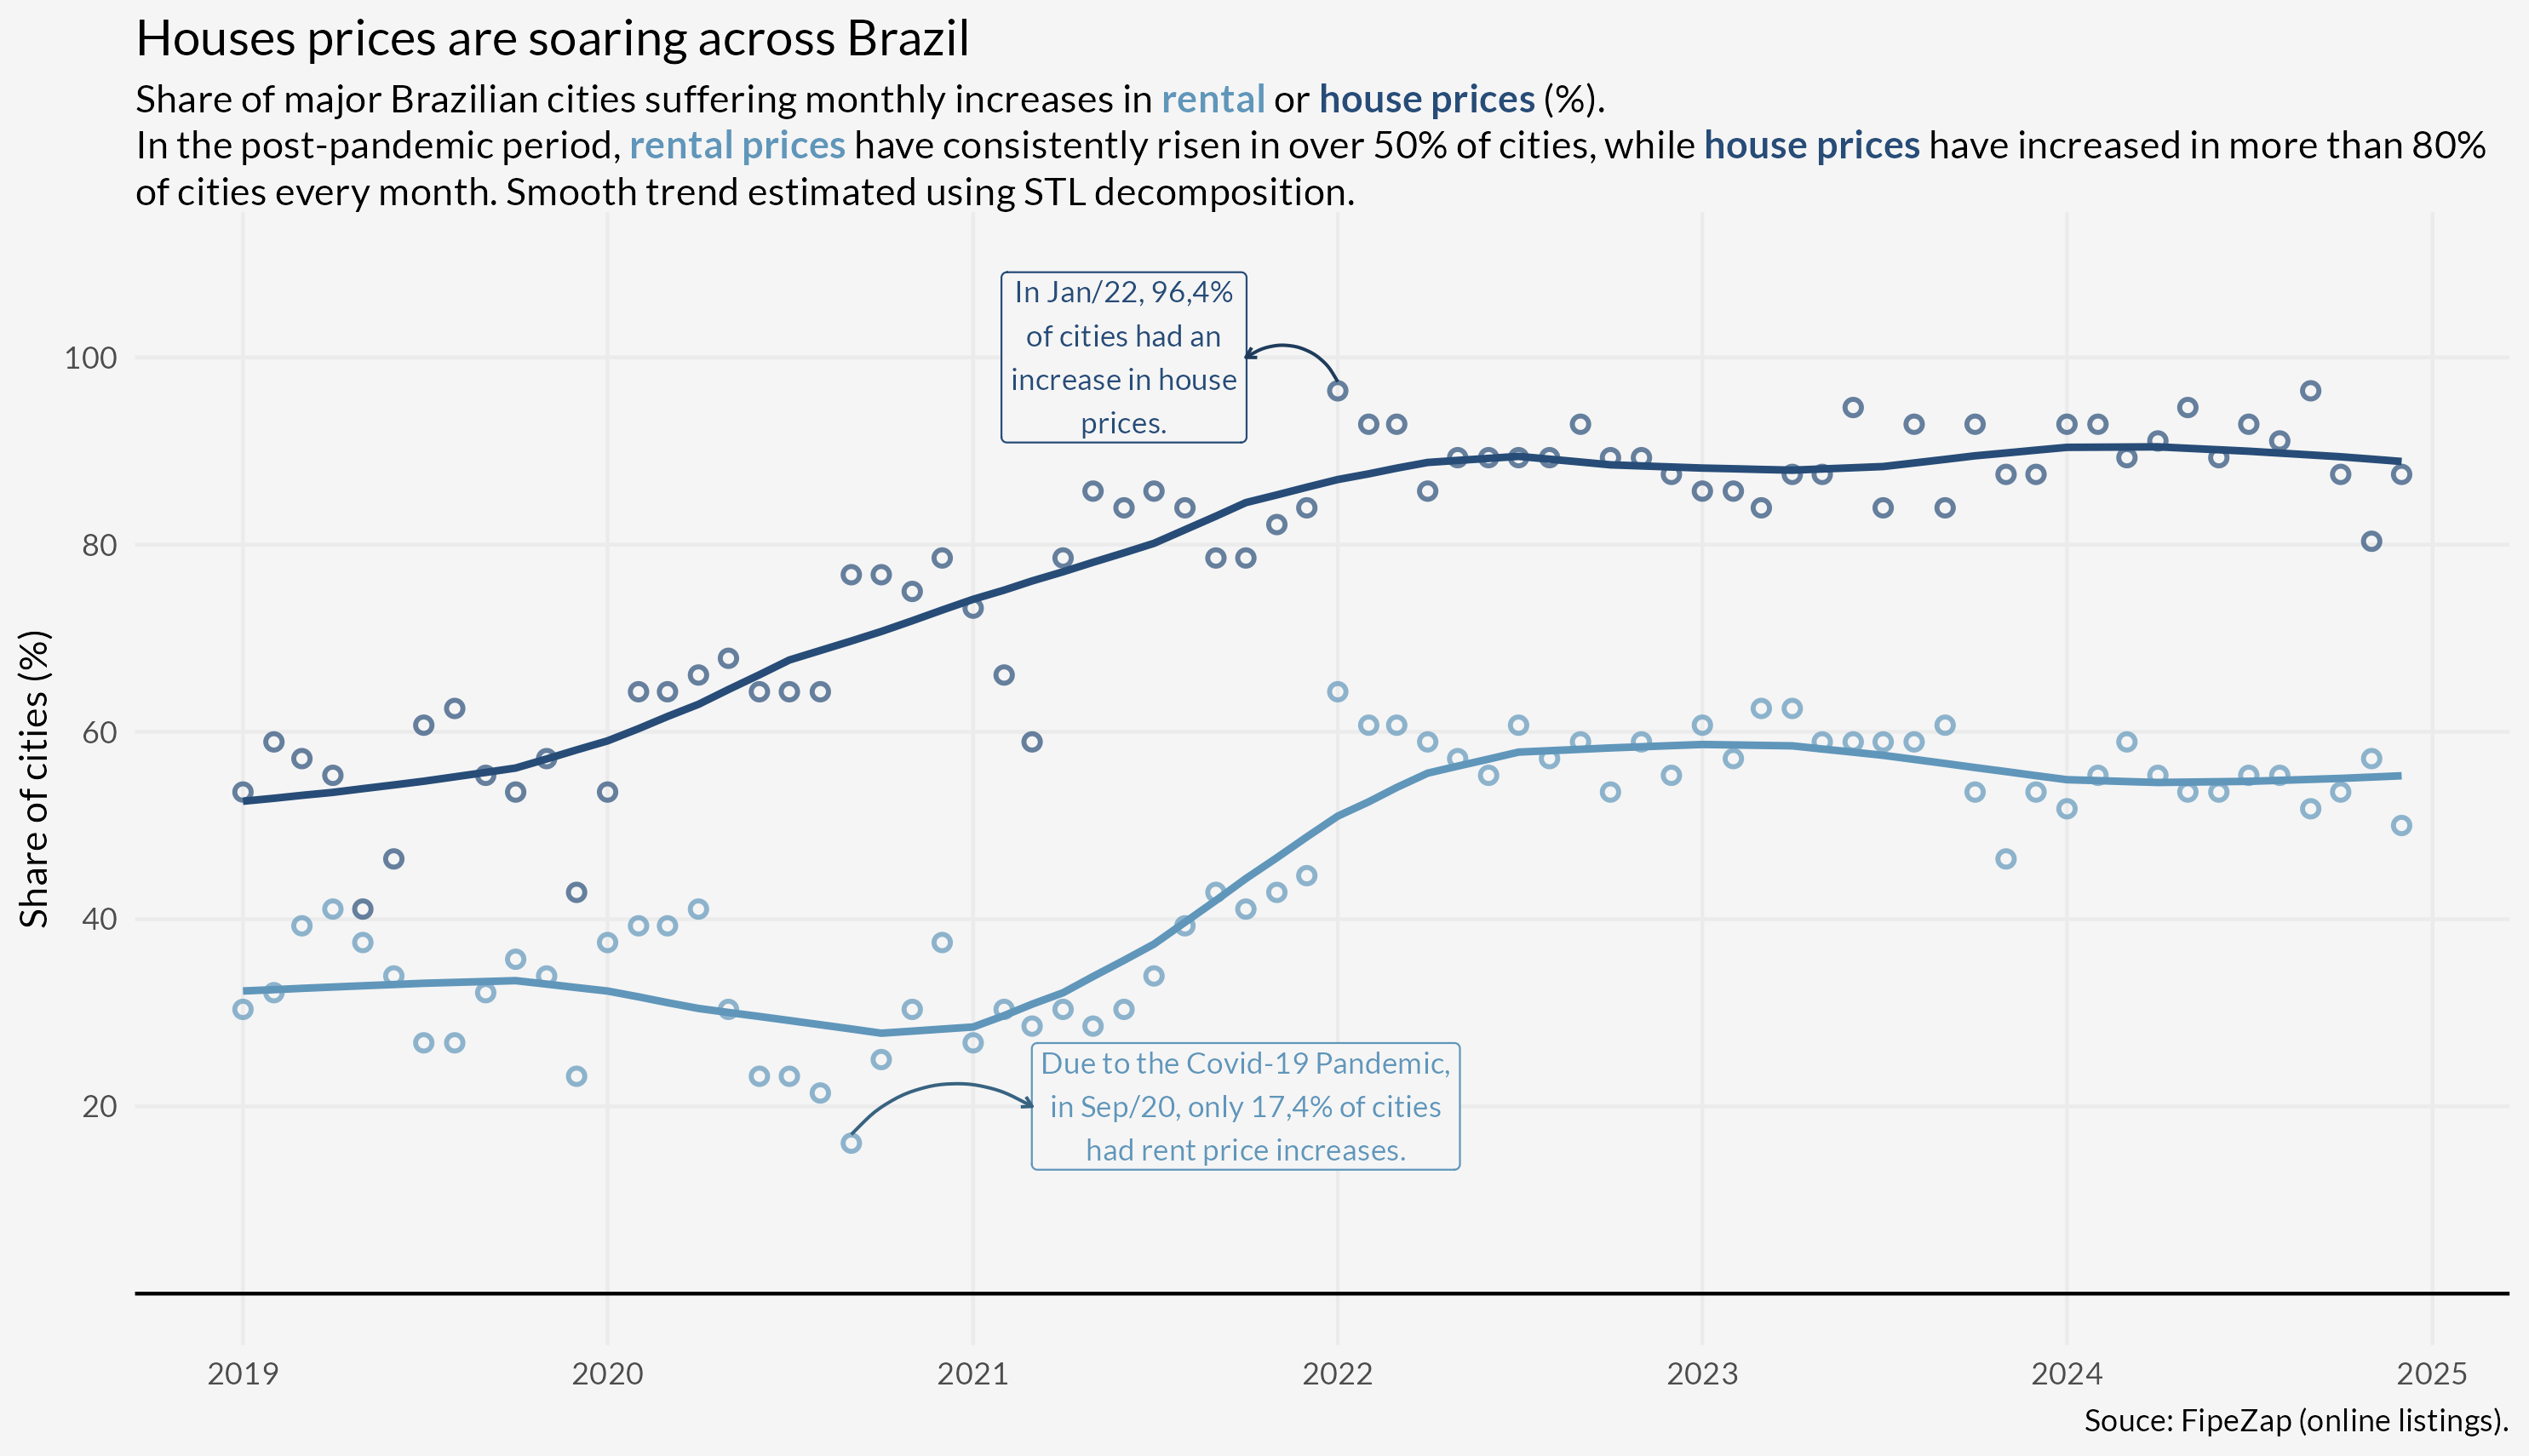 Houses prices are soaring across Brazil
Share of major Brazilian cities suffering monthly increases in rental or house prices (%).
In the post-pandemic period, rental prices have consistently risen in over 50% of cities, while house prices have increased in more than 80%
of cities every month. Smooth trend estimated using STL decomposition.
In Jan/22, 96,4%
of cities had an
increase in house
prices.
100
80
60
40
20
Share of cities (%)
Due to the Covid-19 Pandemic,
in Sep/20, only 17,4% of cities
had rent price increases.
2019
2020
2021
2022
2023
2024
2025
Souce: FipeZap (online listings).